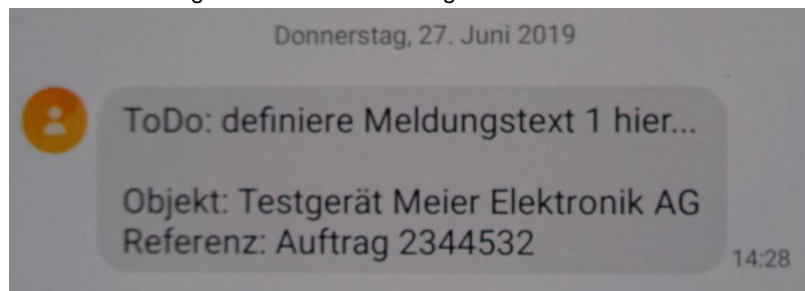 Donnerstag, 27. Juni 2019
ToDo: definiere Meldungstext 1 hier...
Objekt: Testgerät Meier Elektronik AG
Referenz: Auftrag 2344532
14:28